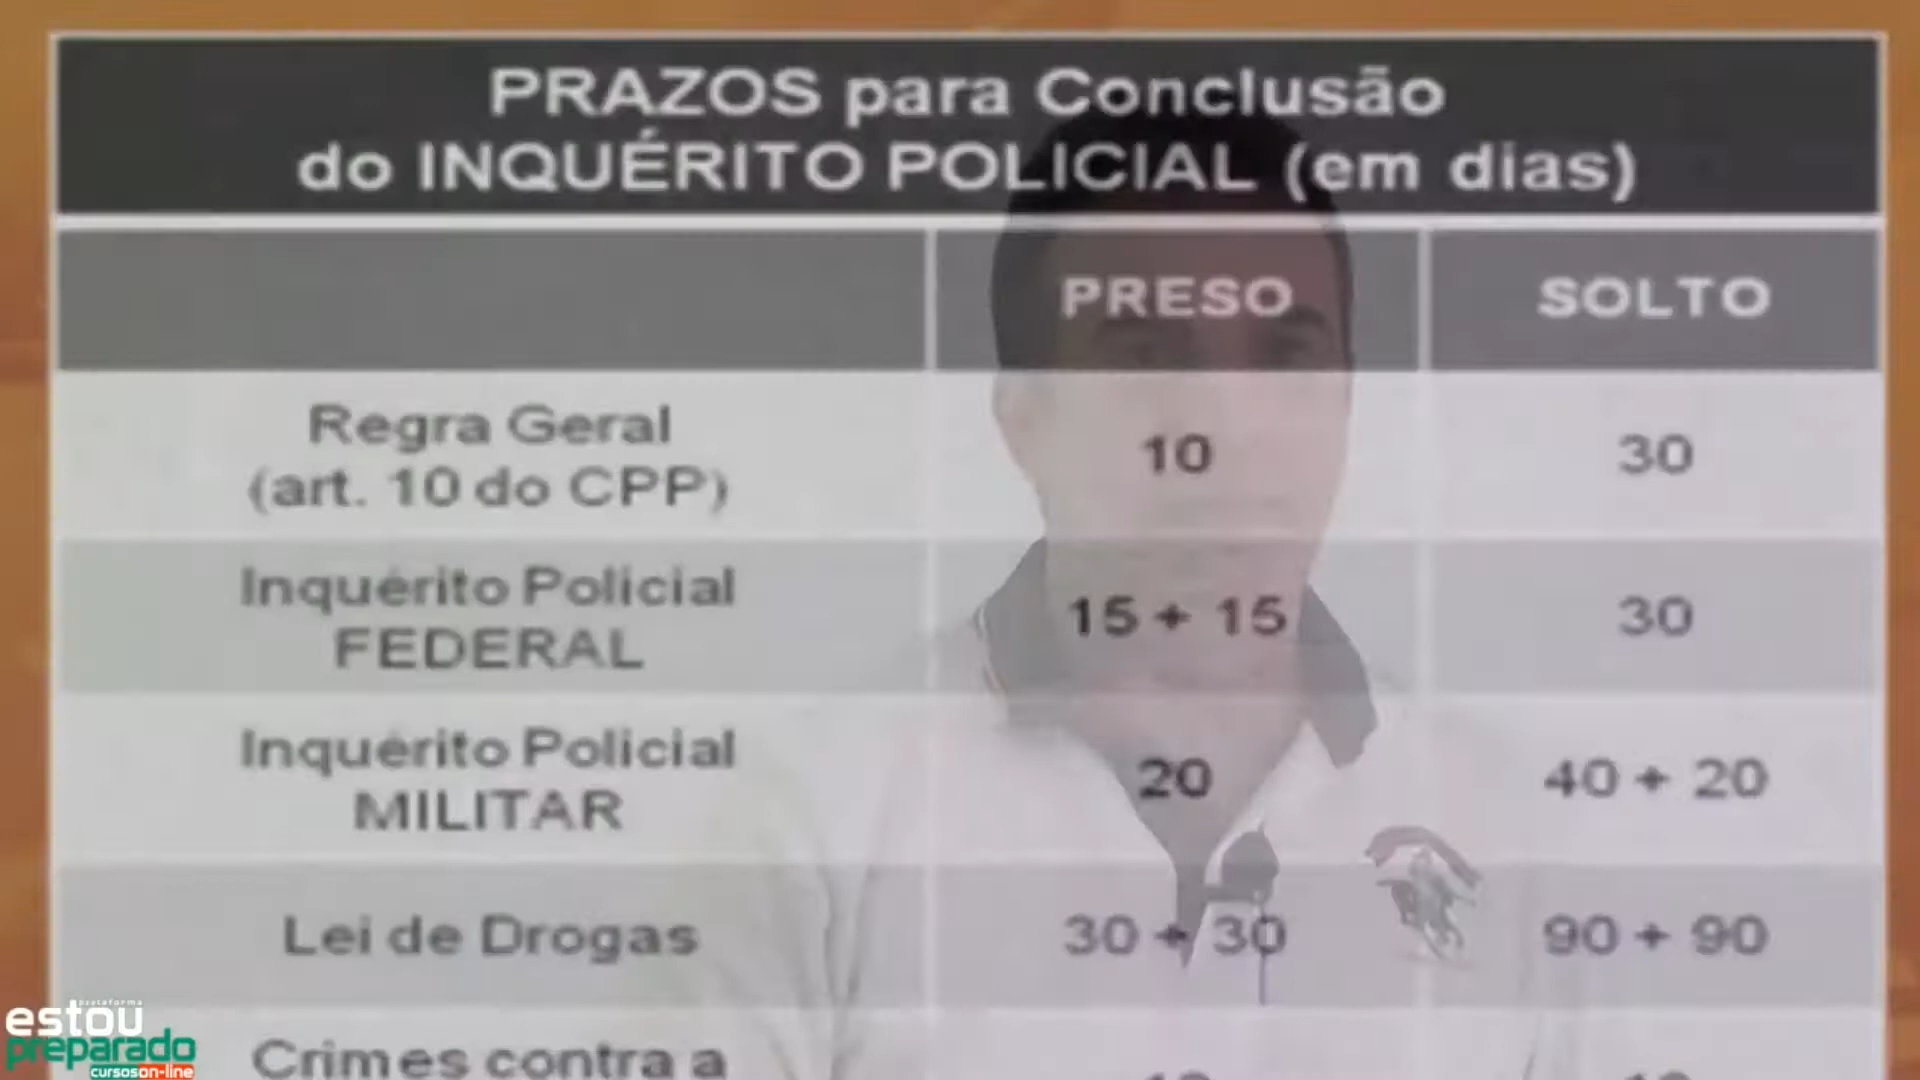 PRAZOS para Conclusão
do INQUÉRITO POLICIAL (em dias)
PRESO SOLTO
Regra Geral
(art. 10 do CPP)
10 30
Inquérito Policial
FEDERAL
15 + 15 30
Inquérito Policial
MILITAR
20 40 + 20
Lei de Drogas 30 + 30 90 + 90
Crimes contra a
plataforma
estou
preparado
cursoson-line